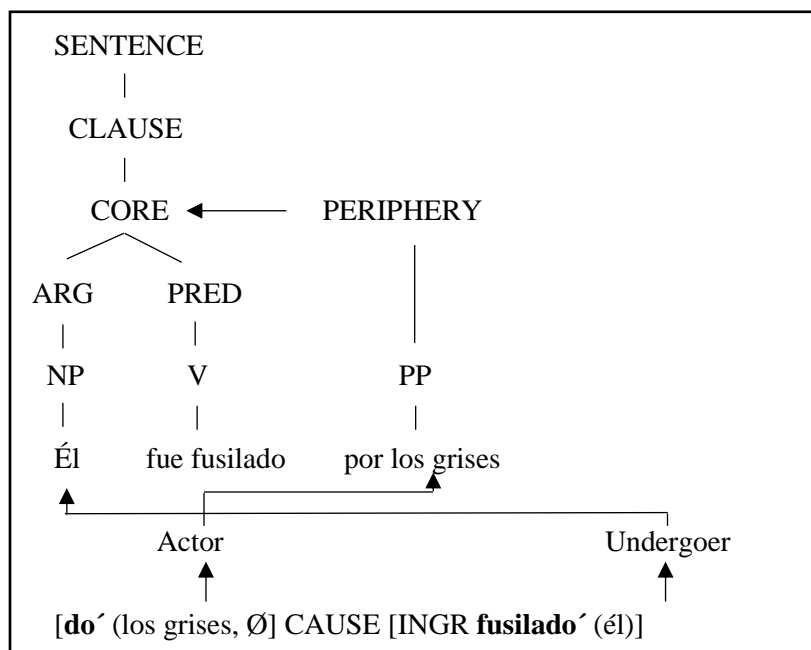 SENTENCE
CLAUSE
CORE PERIPHERY
ARG PRED
NP V PP
Él fue fusilado por los grises
Actor Undergoer
[do´ (los grises, Ø] CAUSE [INGR fusilado´ (él)]